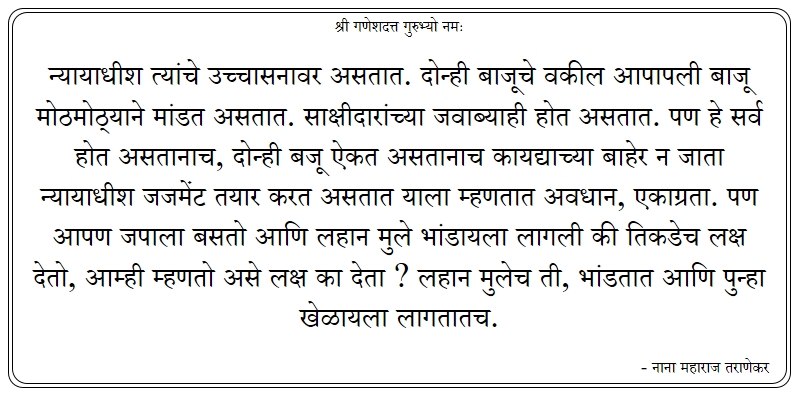 श्री गणेशदत्त गुरुभ्यो नमः
न्यायाधीश त्यांचे उच्चासनावर असतात. दोन्ही बाजूचे वकील आपापली बाजू
मोठमोठ्याने मांडत असतात. साक्षीदारांच्या जवाब्याही होत असतात. पण हे सर्व
होत असतानाच, दोन्ही बजू ऐकत असतानाच कायद्याच्या बाहेर न जाता
न्यायाधीश जजमेंट तयार करत असतात याला म्हणतात अवधान, एकाग्रता. पण
आपण जपाला बसतो आणि लहान मुले भांडायला लागली की तिकडेच लक्ष
देतो, आम्ही म्हणतो असे लक्ष का देता ? लहान मुलेच ती, भांडतात आणि पुन्हा
खेळायला लागतातच.
- नाना महाराज तराणेकर